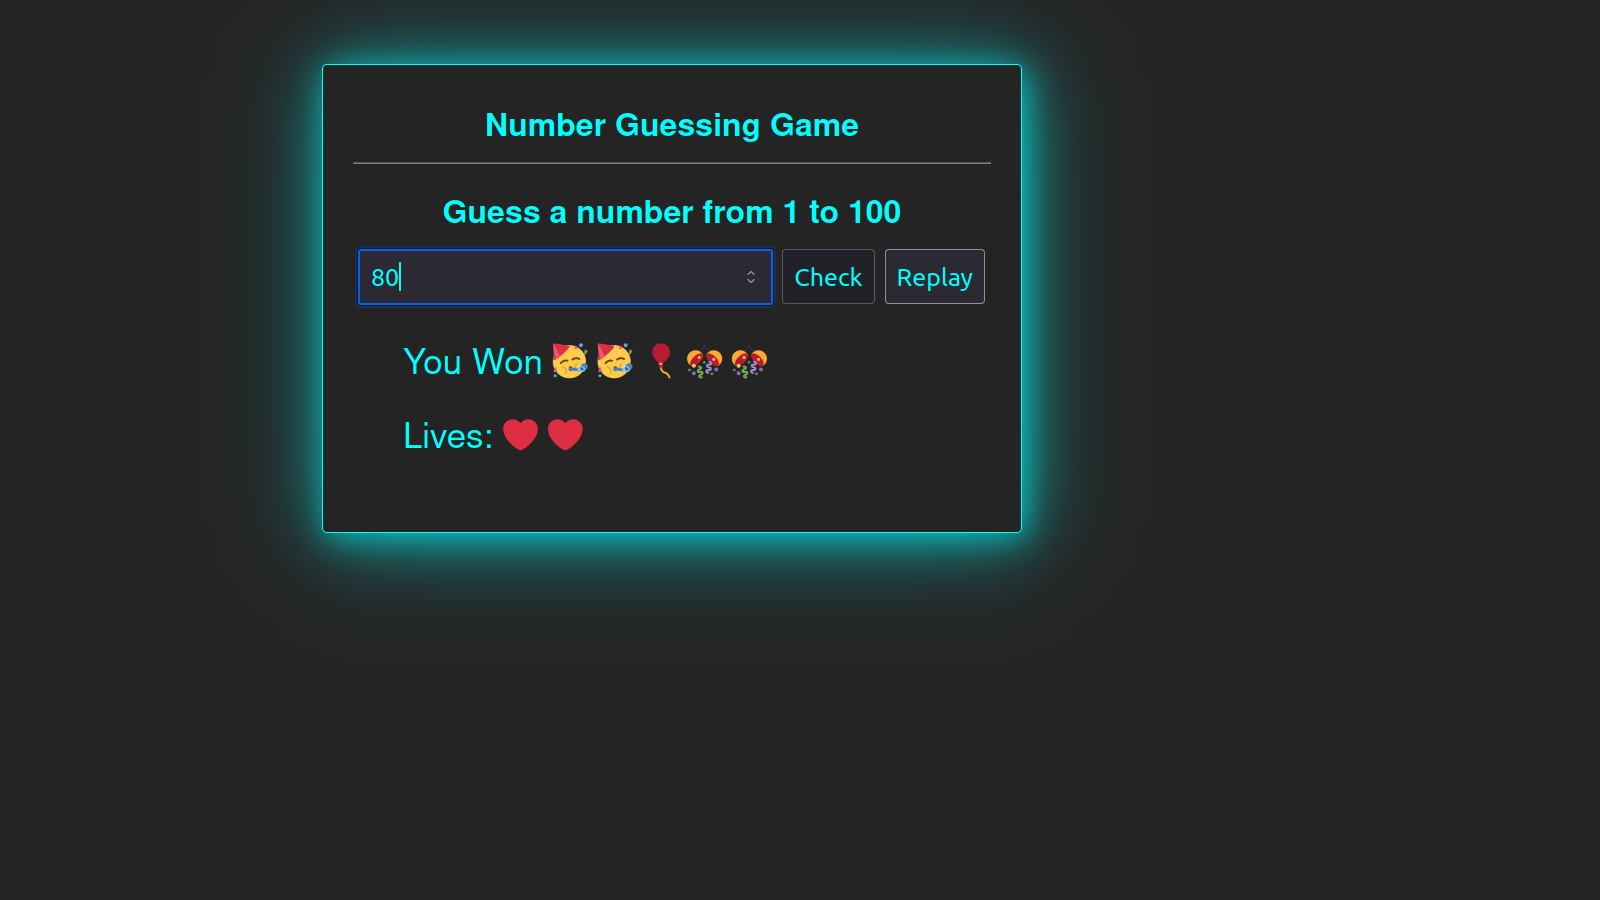 Number Guessing Game
Guess a number from 1 to 100
80 Check Replay
You Won 🥳 🥳 🎈 🎊 🎊
Lives: ❤️ ❤️